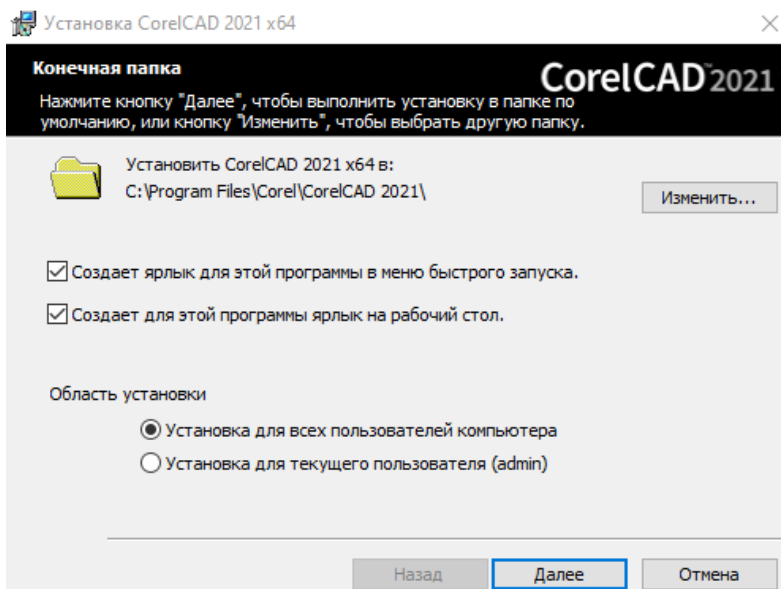 Установка CorelCAD 2021 x64
Конечная папка
CorelCAD™2021
Нажмите кнопку "Далее", чтобы выполнить установку в папке по
умолчанию, или кнопку "Изменить", чтобы выбрать другую папку.
Установить CorelCAD 2021 x64 в:
C:\Program Files\Corel\CorelCAD 2021\
Изменить...
Создает ярлык для этой программы в меню быстрого запуска.
Создает для этой программы ярлык на рабочий стол.
Область установки
Установка для всех пользователей компьютера
Установка для текущего пользователя (admin)
Назад
Далее
Отмена